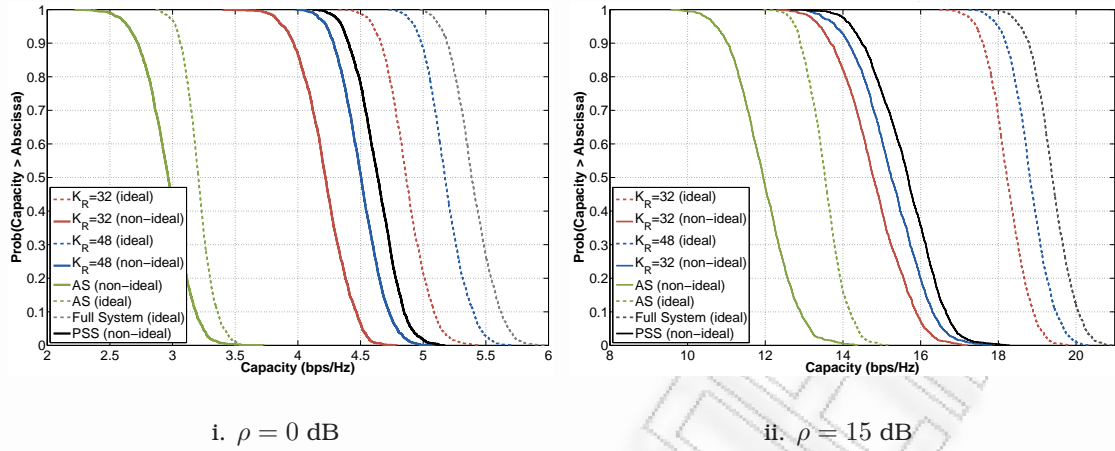 Prob(Capacity > Abscissa)
1
0.9
0.8
0.7
0.6
0.5
0.4
0.3
0.2
0.1
0
K_R=32 (ideal)
K_R=32 (non−ideal)
K_R=48 (ideal)
K_R=48 (non−ideal)
AS (non−ideal)
AS (ideal)
Full System (ideal)
PSS (non−ideal)
2 2.5 3 3.5 4 4.5 5 5.5 6
Capacity (bps/Hz)
i. ρ = 0 dB
Prob(Capacity > Abscissa)
1
0.9
0.8
0.7
0.6
0.5
0.4
0.3
0.2
0.1
0
K_R=32 (ideal)
K_R=32 (non−ideal)
K_R=48 (ideal)
K_R=32 (non−ideal)
AS (non−ideal)
AS (ideal)
Full System (ideal)
PSS (non−ideal)
8 10 12 14 16 18 20
Capacity (bps/Hz)
ii. ρ = 15 dB